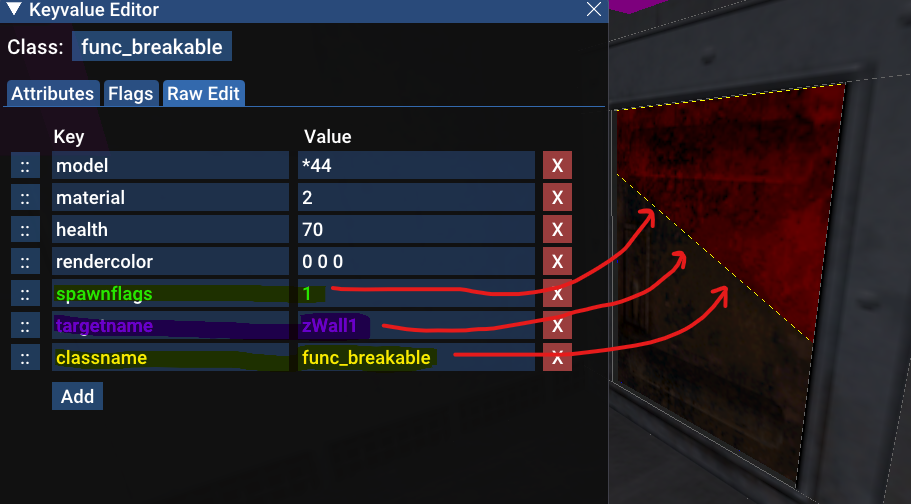 Keyvalue Editor
Class: func_breakable
Attributes Flags Raw Edit
Key Value
:: model *44 X
:: material 2 X
:: health 70 X
:: rendercolor 0 0 0 X
:: spawnflags 1 X
:: targetname zWall1 X
:: classname func_breakable X
Add